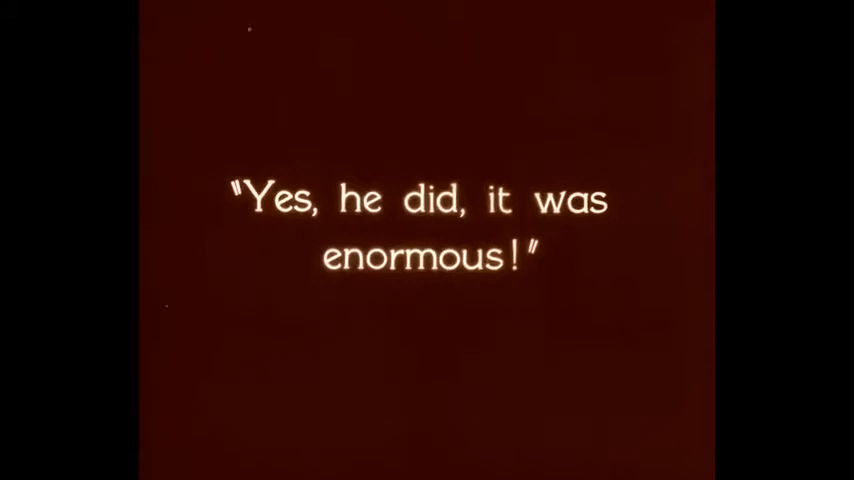 "Yes, he did, it was
enormous!"